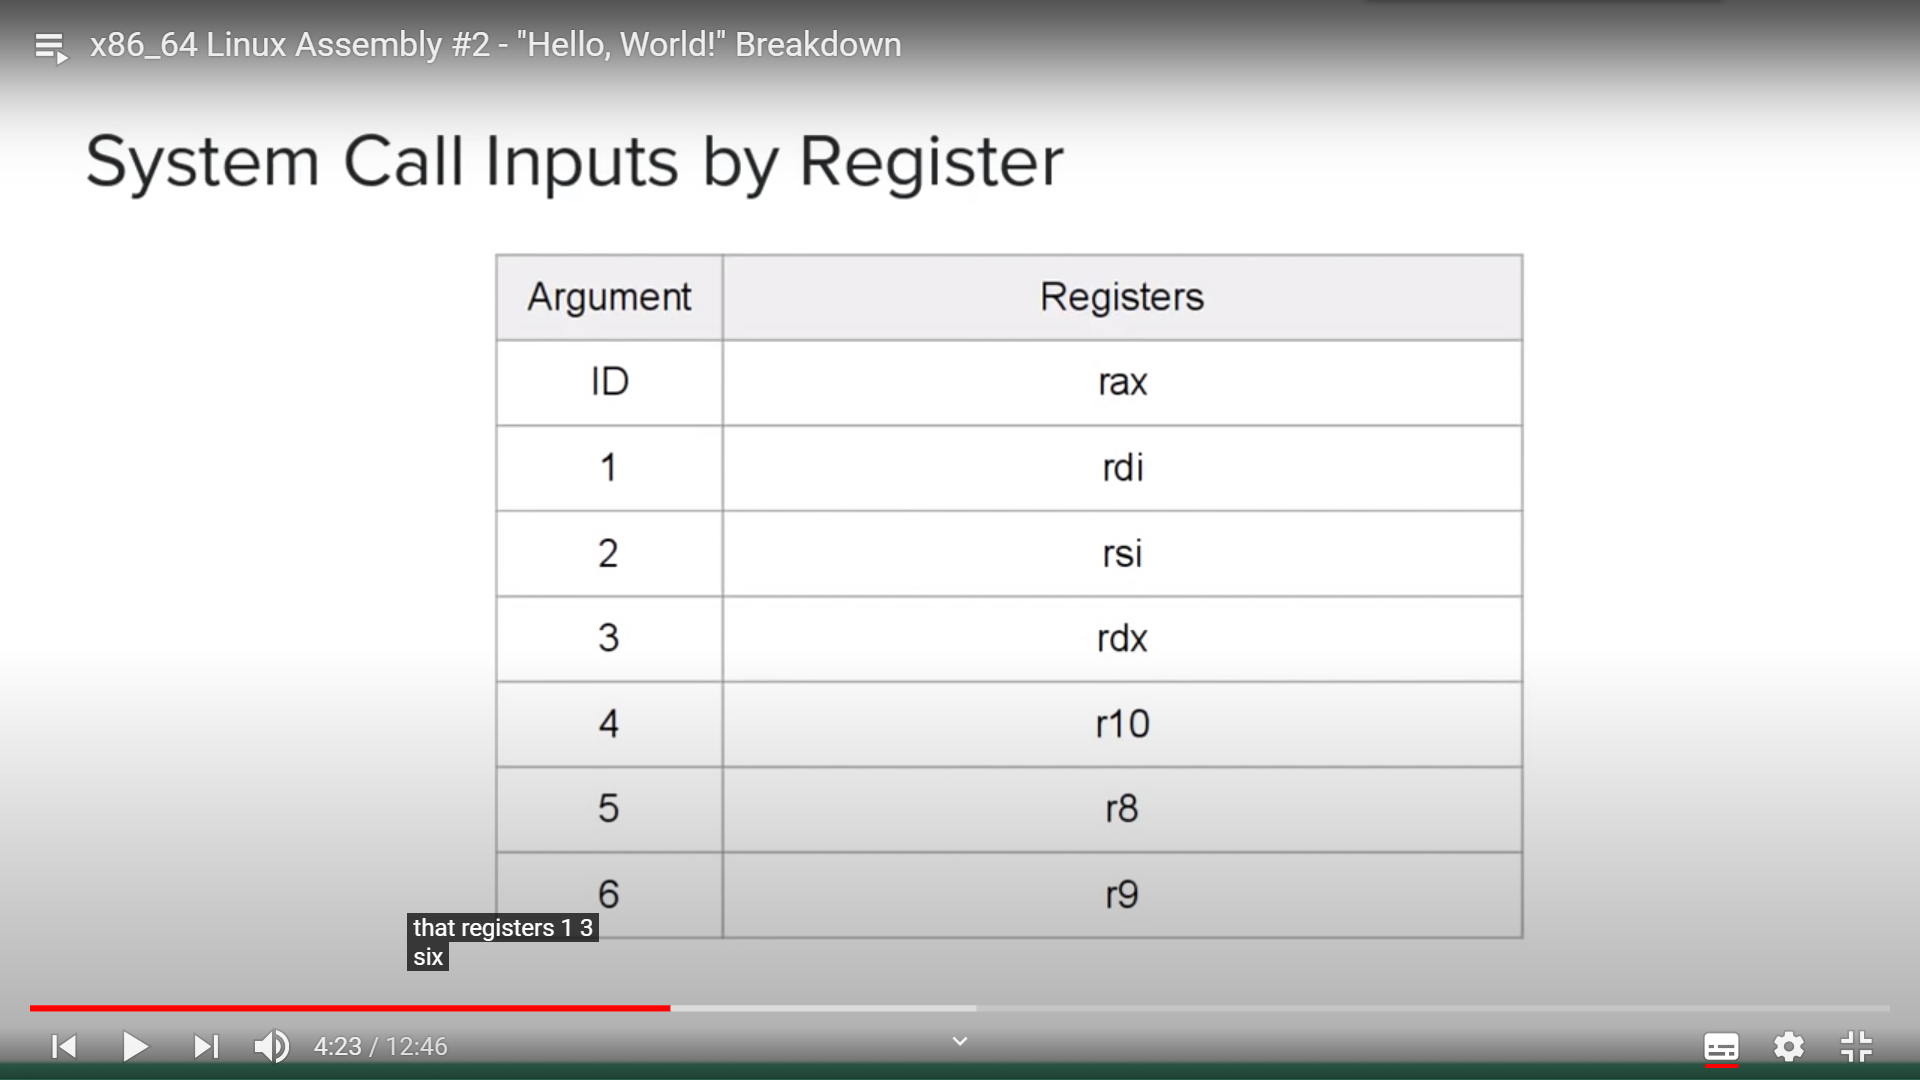 x86_64 Linux Assembly #2 - "Hello, World!" Breakdown
System Call Inputs by Register
Argument Registers
ID rax
1 rdi
2 rsi
3 rdx
4 r10
5 r8
6 r9
that registers 1 3
six
4:23 / 12:46